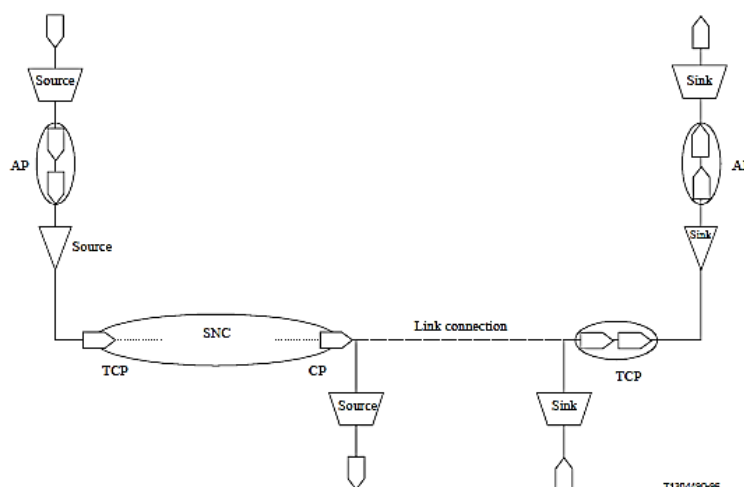 Source
Sink
AP
A
Source
Sink
SNC
Link connection
TCP
CP
TCP
Source
Sink